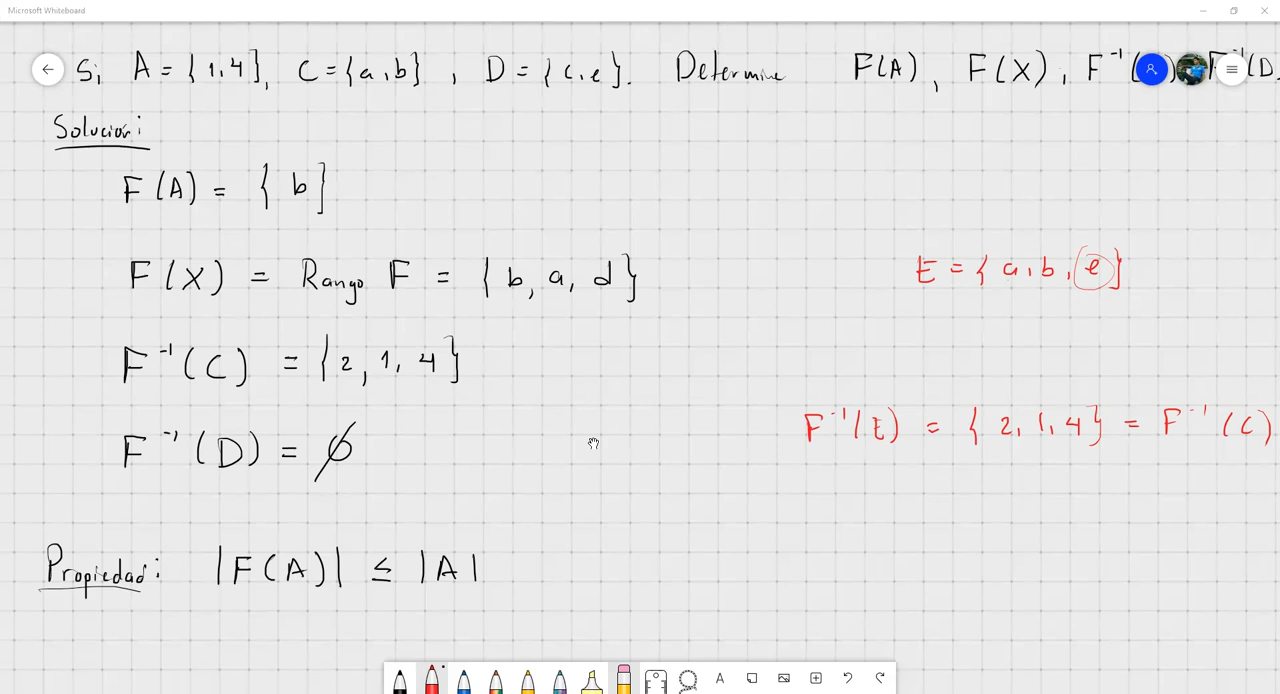 Microsoft Whiteboard
Si A = {1,4}, C = {a,b}, D = {c,e}. Determine F(A), F(X), F⁻¹( ) F⁻¹(D
Solución:
F(A) = {b}
F(X) = Rango F = {b, a, d}
E = {a, b, e}
F⁻¹(C) = {2, 1, 4}
F⁻¹(E) = {2, 1, 4} = F⁻¹(C)
F⁻¹(D) = ∅
Propiedad: |F(A)| ≤ |A|
A